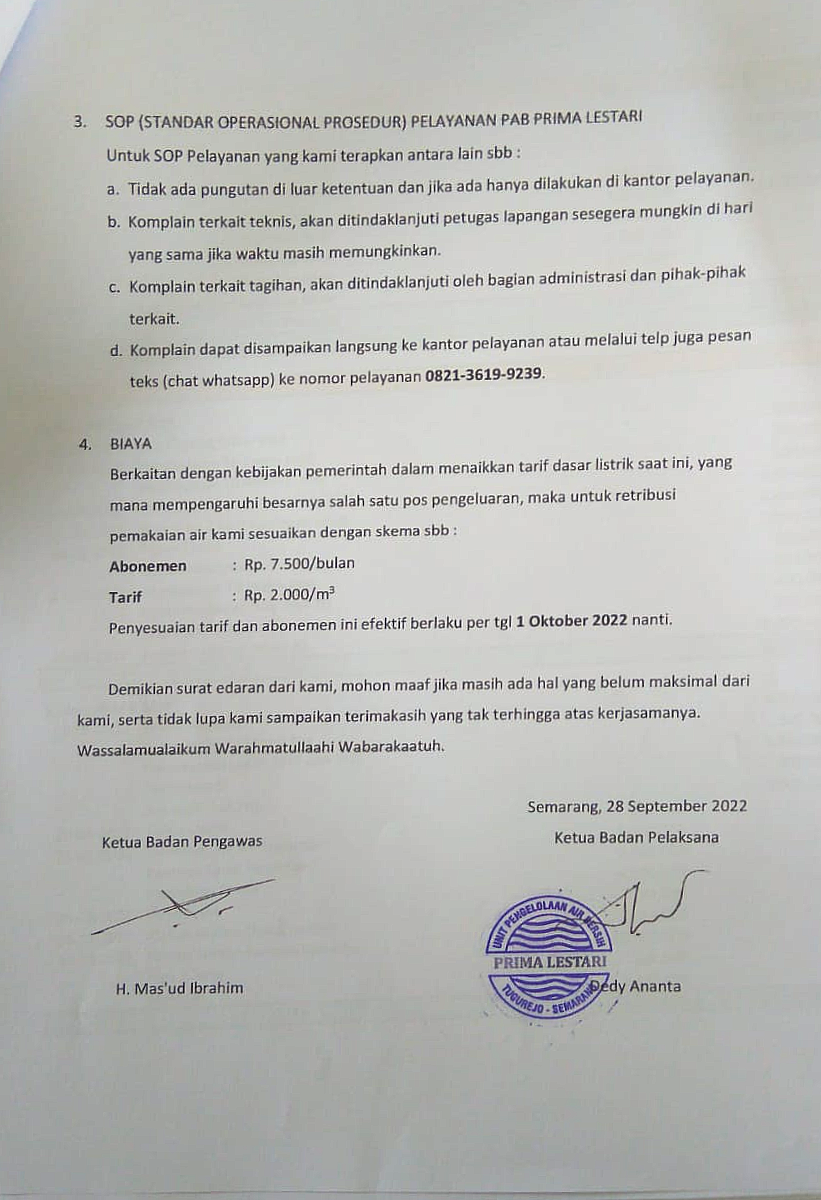 3. SOP (STANDAR OPERASIONAL PROSEDUR) PELAYANAN PAB PRIMA LESTARI
Untuk SOP Pelayanan yang kami terapkan antara lain sbb :
a. Tidak ada pungutan di luar ketentuan dan jika ada hanya dilakukan di kantor pelayanan.
b. Komplain terkait teknis, akan ditindaklanjuti petugas lapangan sesegera mungkin di hari
yang sama jika waktu masih memungkinkan.
c. Komplain terkait tagihan, akan ditindaklanjuti oleh bagian administrasi dan pihak-pihak
terkait.
d. Komplain dapat disampaikan langsung ke kantor pelayanan atau melalui telp juga pesan
teks (chat whatsapp) ke nomor pelayanan 0821-3619-9239.
4. BIAYA
Berkaitan dengan kebijakan pemerintah dalam menaikkan tarif dasar listrik saat ini, yang
mana mempengaruhi besarnya salah satu pos pengeluaran, maka untuk retribusi
pemakaian air kami sesuaikan dengan skema sbb :
Abonemen : Rp. 7.500/bulan
Tarif : Rp. 2.000/m³
Penyesuaian tarif dan abonemen ini efektif berlaku per tgl 1 Oktober 2022 nanti.
Demikian surat edaran dari kami, mohon maaf jika masih ada hal yang belum maksimal dari
kami, serta tidak lupa kami sampaikan terimakasih yang tak terhingga atas kerjasamanya.
Wassalamualaikum Warahmatullaahi Wabarakaatuh.
Semarang, 28 September 2022
Ketua Badan Pengawas Ketua Badan Pelaksana
UNIT PENGELOLAAN AIR BERSIH
PRIMA LESTARI
TUGUREJO - SEMARANG
H. Mas'ud Ibrahim Dedy Ananta